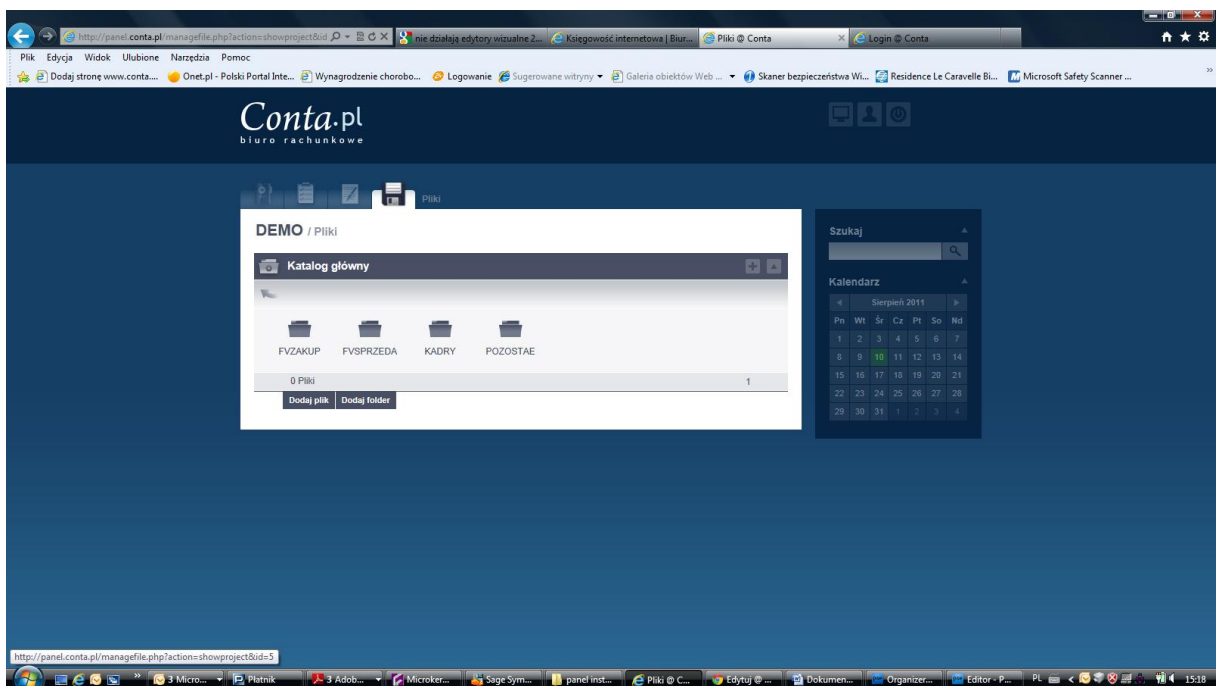 http://panel.conta.pl/managefile.php?action=showproject&id
nie działają edytory wizualne 2...
Księgowość internetowa | Biur...
Pliki @ Conta
Login @ Conta
Plik Edycja Widok Ulubione Narzędzia Pomoc
Dodaj stronę www.conta.... Onet.pl - Polski Portal Inte... Wynagrodzenie chorobo... Logowanie Sugerowane witryny Galeria obiektów Web ... Skaner bezpieczeństwa Wi... Residence Le Caravelle Bi... Microsoft Safety Scanner ...
Conta.pl
biuro rachunkowe
Pliki
DEMO / Pliki
Katalog główny
FVZAKUP FVSPRZEDA KADRY POZOSTAE
0 Pliki 1
Dodaj plik Dodaj folder
Szukaj
Kalendarz
Sierpień 2011
Pn Wt Śr Cz Pt So Nd
1 2 3 4 5 6 7
8 9 10 11 12 13 14
15 16 17 18 19 20 21
22 23 24 25 26 27 28
29 30 31 1 2 3 4
http://panel.conta.pl/managefile.php?action=showproject&id=5
3 Micro... Płatnik 3 Adob... Microker... Sage Sym... panel inst... Pliki @ C... Edytuj @ ... Dokumen... Organizer... Editor - P... PL 15:18